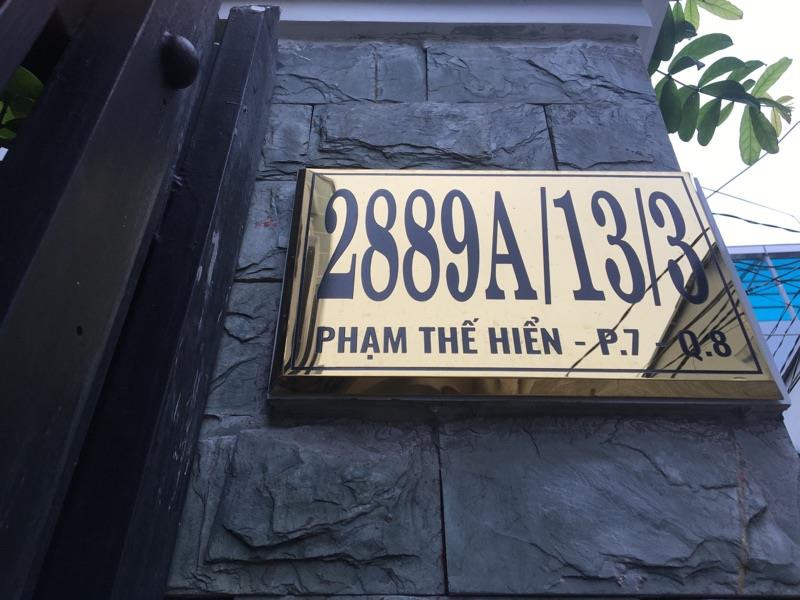 2889A/13/3
PHẠM THẾ HIỂN - P.7 - Q.8